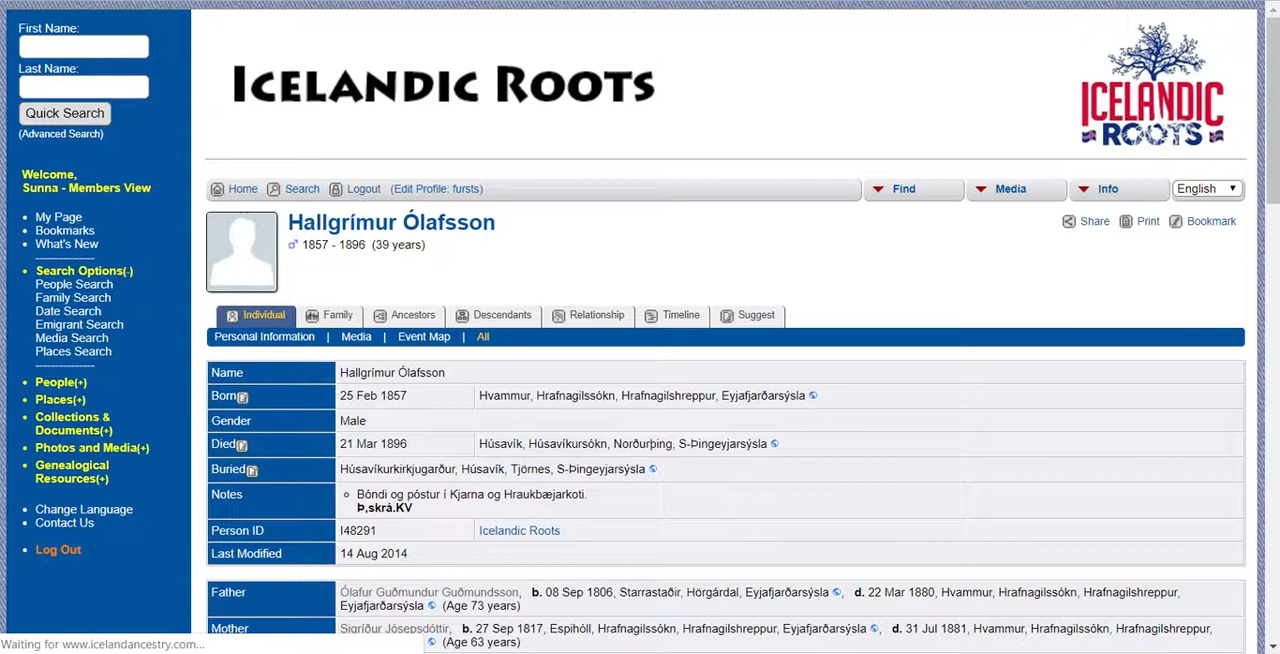 First Name:
Last Name:
Quick Search
(Advanced Search)
Welcome,
Sunna - Members View
My Page
Bookmarks
What's New
Search Options(-)
People Search
Family Search
Date Search
Emigrant Search
Media Search
Places Search
People(+)
Places(+)
Collections &
Documents(+)
Photos and Media(+)
Genealogical
Resources(+)
Change Language
Contact Us
Log Out
ICELANDIC ROOTS
ICELANDIC
ROOTS
Home Search Logout (Edit Profile: fursts) Find Media Info English
Hallgrímur Ólafsson
♂ 1857 - 1896 (39 years)
Share Print Bookmark
Individual Family Ancestors Descendants Relationship Timeline Suggest
Personal Information | Media | Event Map | All
Name Hallgrímur Ólafsson
Born 25 Feb 1857 Hvammur, Hrafnagilssókn, Hrafnagilshreppur, Eyjafjarðarsýsla
Gender Male
Died 21 Mar 1896 Húsavík, Húsavíkursókn, Norðurþing, S-Þingeyjarsýsla
Buried Húsavíkurkirkjugarður, Húsavík, Tjörnes, S-Þingeyjarsýsla
Notes Bóndi og póstur í Kjarna og Hraukbæjarkoti.
Þ,skrá.KV
Person ID I48291 Icelandic Roots
Last Modified 14 Aug 2014
Father Ólafur Guðmundur Guðmundsson, b. 08 Sep 1806, Starrastaðir, Hörgárdal, Eyjafjarðarsýsla , d. 22 Mar 1880, Hvammur, Hrafnagilssókn, Hrafnagilshreppur,
Eyjafjarðarsýsla (Age 73 years)
Mother Sigríður Jósepsdóttir, b. 27 Sep 1817, Espihóll, Hrafnagilssókn, Hrafnagilshreppur, Eyjafjarðarsýsla , d. 31 Jul 1881, Hvammur, Hrafnagilssókn, Hrafnagilshreppur,
(Age 63 years)
Waiting for www.icelandancestry.com...